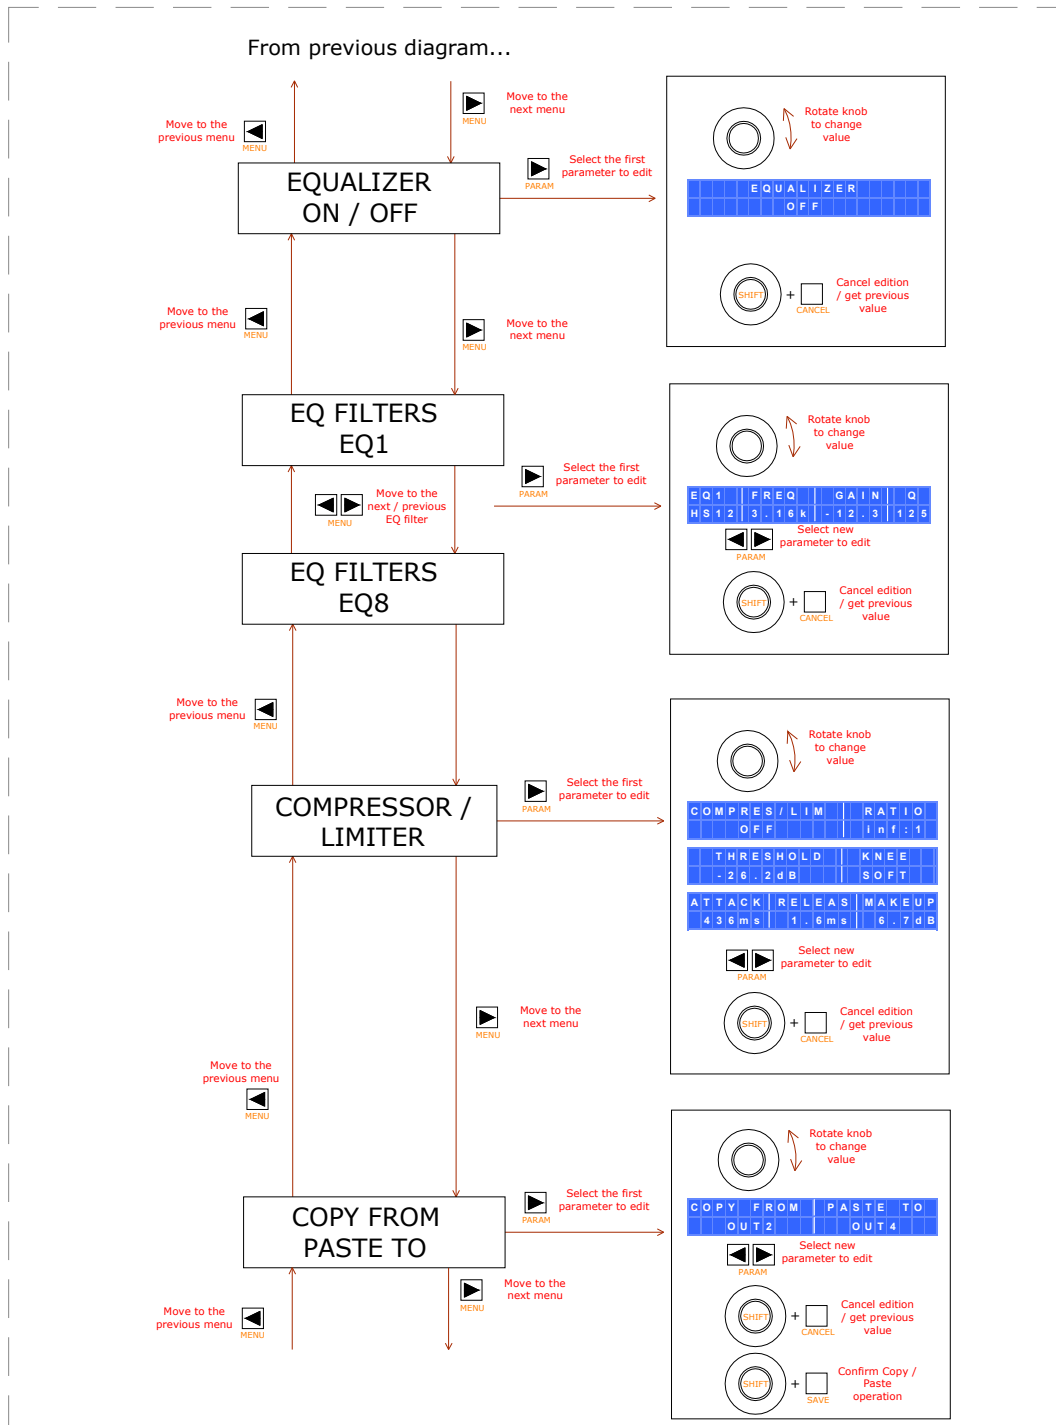 From previous diagram...
Move to the
previous menu
MENU
Move to the
next menu
MENU
EQUALIZER
ON / OFF
Select the first
parameter to edit
PARAM
Rotate knob
to change
value
EQUALIZER
OFF
SHIFT
+
CANCEL
Cancel edition
/ get previous
value
Move to the
previous menu
MENU
Move to the
next menu
MENU
EQ FILTERS
EQ1
Select the first
parameter to edit
PARAM
Rotate knob
to change
value
EQ1 FREQ GAIN Q
HS12 3.16k -12.3 125
Select new
parameter to edit
PARAM
SHIFT
+
CANCEL
Cancel edition
/ get previous
value
Move to the
next / previous
EQ filter
MENU
EQ FILTERS
EQ8
Move to the
previous menu
MENU
COMPRESSOR /
LIMITER
Select the first
parameter to edit
PARAM
Rotate knob
to change
value
COMPRES/LIM RATIO
OFF inf:1
THRESHOLD KNEE
-26.2dB SOFT
ATTACK RELEAS MAKEUP
436ms 1.6ms 6.7dB
Select new
parameter to edit
PARAM
SHIFT
+
CANCEL
Cancel edition
/ get previous
value
Move to the
next menu
MENU
Move to the
previous menu
MENU
COPY FROM
PASTE TO
Select the first
parameter to edit
PARAM
Rotate knob
to change
value
COPY FROM PASTE TO
OUT2 OUT4
Select new
parameter to edit
PARAM
SHIFT
+
CANCEL
Cancel edition
/ get previous
value
SHIFT
+
SAVE
Confirm Copy /
Paste
operation
Move to the
previous menu
MENU
Move to the
next menu
MENU